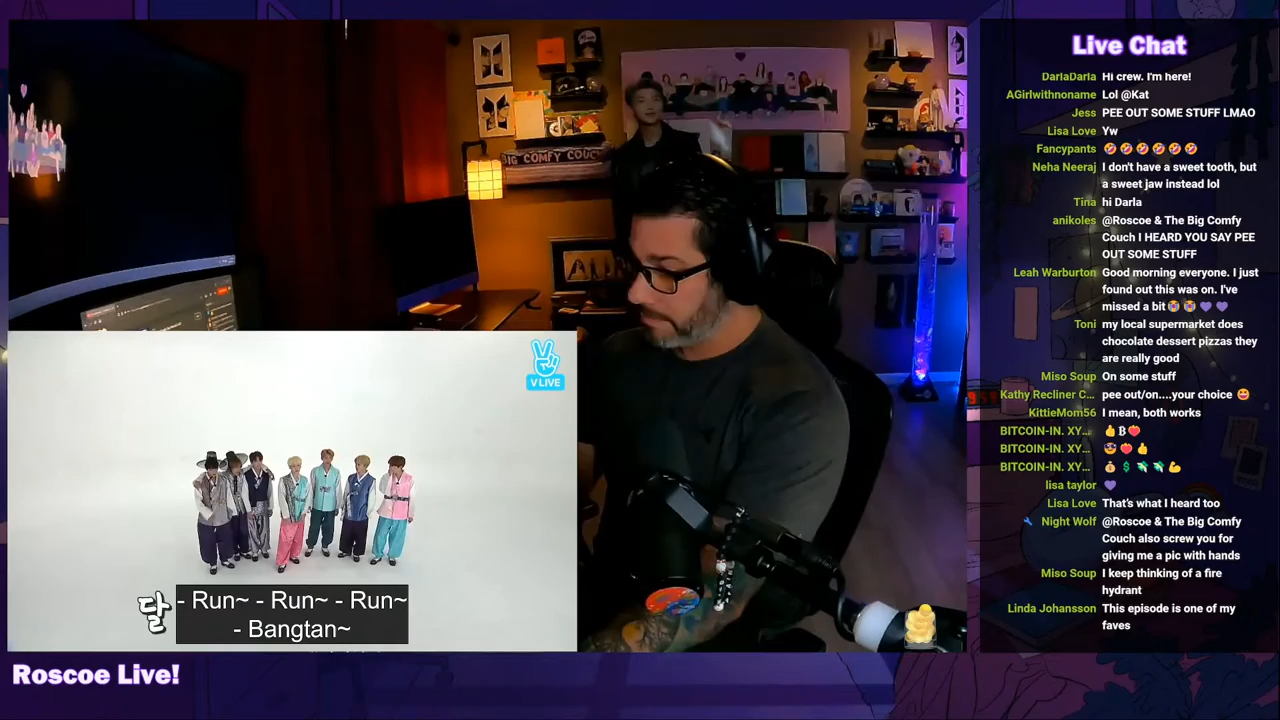 BIG COMFY COUCH
V LIVE
달
- Run~ - Run~ - Run~
- Bangtan~
Roscoe Live!
Live Chat
DarlaDarla Hi crew. I'm here!
AGirlwithnoname Lol @Kat
Jess PEE OUT SOME STUFF LMAO
Lisa Love Yw
Fancypants 🤣🤣🤣🤣🤣🤣
Neha Neeraj I don't have a sweet tooth, but
a sweet jaw instead lol
Tina hi Darla
anikoles @Roscoe & The Big Comfy
Couch I HEARD YOU SAY PEE
OUT SOME STUFF
Leah Warburton Good morning everyone. I just
found out this was on. I've
missed a bit 😭 😭 💜 💜
Toni my local supermarket does
chocolate dessert pizzas they
are really good
Miso Soup On some stuff
Kathy Recliner C... pee out/on....your choice 😆
KittieMom56 I mean, both works
BITCOIN-IN. XY...
BITCOIN-IN. XY...
BITCOIN-IN. XY...
lisa taylor 💜
Lisa Love That's what I heard too
Night Wolf @Roscoe & The Big Comfy
Couch also screw you for
giving me a pic with hands
Miso Soup I keep thinking of a fire
hydrant
Linda Johansson This episode is one of my
faves